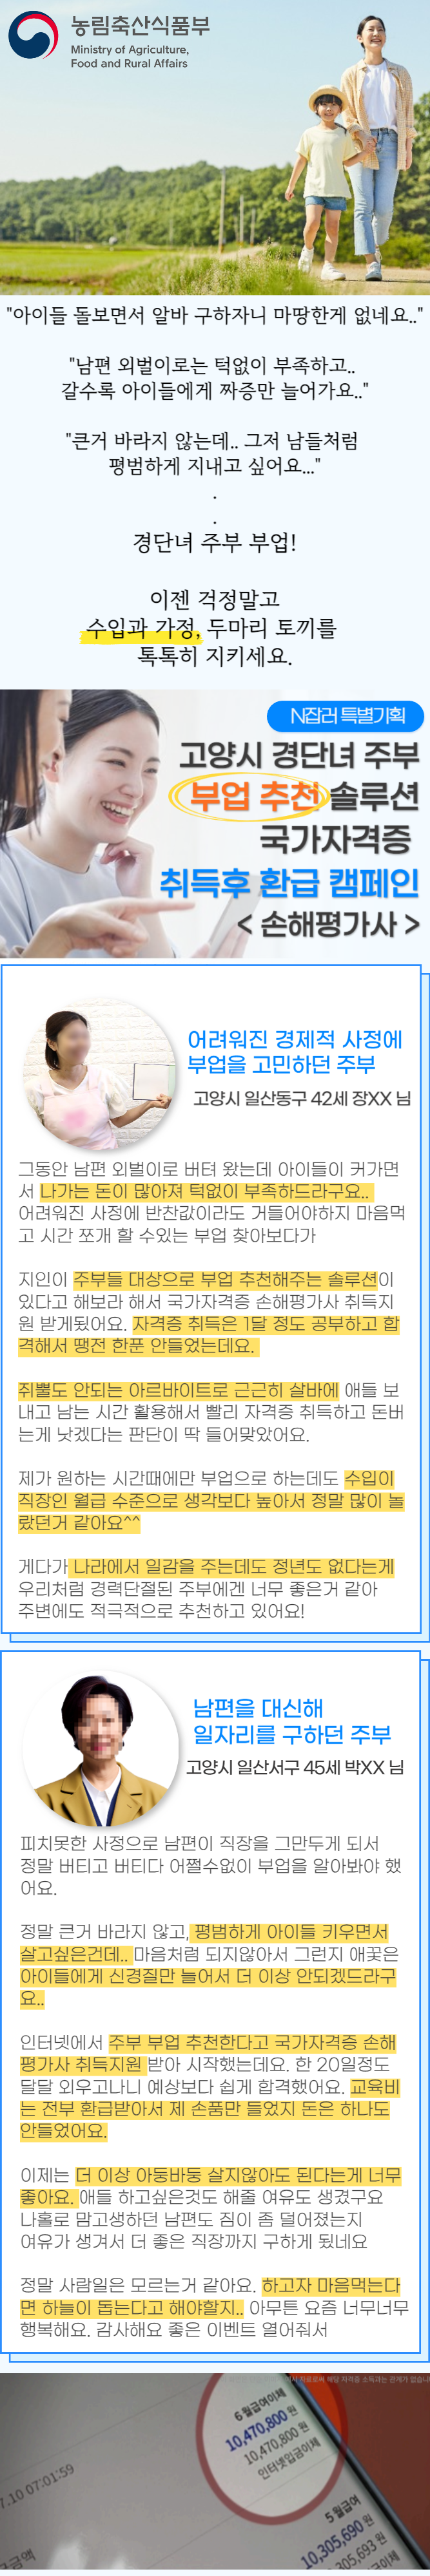 농림축산식품부
Ministry of Agriculture,
Food and Rural Affairs
"아이들 돌보면서 알바 구하자니 마땅한게 없네요.."
"남편 외벌이로는 턱없이 부족하고..
갈수록 아이들에게 짜증만 늘어가요.."
"큰거 바라지 않는데.. 그저 남들처럼
평범하게 지내고 싶어요..."
.
.
경단녀 주부 부업!
이젠 걱정말고
수입과 가정, 두마리 토끼를
톡톡히 지키세요.
N잡러 특별기획
고양시 경단녀 주부
부업 추천 솔루션
국가자격증
취득후 환급 캠페인
< 손해평가사 >
어려워진 경제적 사정에
부업을 고민하던 주부
고양시 일산동구 42세 장XX 님
그동안 남편 외벌이로 버텨 왔는데 아이들이 커가면
서 나가는 돈이 많아져 턱없이 부족하드라구요..
어려워진 사정에 반찬값이라도 거들어야하지 마음먹
고 시간 쪼개 할 수있는 부업 찾아보다가
지인이 주부들 대상으로 부업 추천해주는 솔루션이
있다고 해보라 해서 국가자격증 손해평가사 취득지
원 받게됬어요. 자격증 취득은 1달 정도 공부하고 합
격해서 땡전 한푼 안들었는데요.
쥐뿔도 안되는 아르바이트로 근근히 살바에 애들 보
내고 남는 시간 활용해서 빨리 자격증 취득하고 돈버
는게 낫겠다는 판단이 딱 들어맞았어요.
제가 원하는 시간때에만 부업으로 하는데도 수입이
직장인 월급 수준으로 생각보다 높아서 정말 많이 놀
랐던거 같아요^^
게다가 나라에서 일감을 주는데도 정년도 없다는게
우리처럼 경력단절된 주부에겐 너무 좋은거 같아
주변에도 적극적으로 추천하고 있어요!
남편을 대신해
일자리를 구하던 주부
고양시 일산서구 45세 박XX 님
피치못한 사정으로 남편이 직장을 그만두게 되서
정말 버티고 버티다 어쩔수없이 부업을 알아봐야 했
어요.
정말 큰거 바라지 않고, 평범하게 아이들 키우면서
살고싶은건데.. 마음처럼 되지않아서 그런지 애꿎은
아이들에게 신경질만 늘어서 더 이상 안되겠드라구
요..
인터넷에서 주부 부업 추천한다고 국가자격증 손해
평가사 취득지원 받아 시작했는데요. 한 20일정도
달달 외우고나니 예상보다 쉽게 합격했어요. 교육비
는 전부 환급받아서 제 손품만 들었지 돈은 하나도
안들었어요.
이제는 더 이상 아둥바둥 살지않아도 된다는게 너무
좋아요. 애들 하고싶은것도 해줄 여유도 생겼구요
나홀로 맘고생하던 남편도 짐이 좀 덜어졌는지
여유가 생겨서 더 좋은 직장까지 구하게 됬네요
정말 사람일은 모르는거 같아요. 하고자 마음먹는다
면 하늘이 돕는다고 해야할지.. 아무튼 요즘 너무너무
행복해요. 감사해요 좋은 이벤트 열어줘서
자료로써 해당 자격증 소득과는 관계가 없습니
6월급여이체
10,470,800 원
10,470,800 원
인터넷입금이체
7.10 07:01:59
5월급여
10,305,690 원
금액